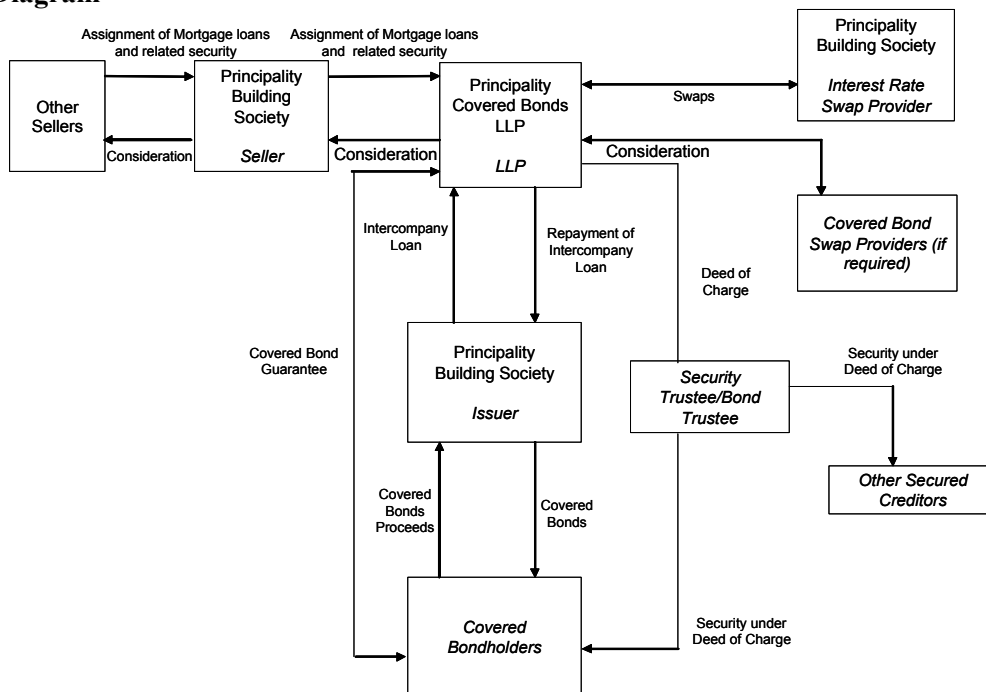 Diagram
Assignment of Mortgage loans
and related security
Assignment of Mortgage loans
and related security
Other
Sellers
Consideration
Principality
Building
Society
Seller
Consideration
Principality
Covered Bonds
LLP
LLP
Swaps
Principality
Building Society
Interest Rate
Swap Provider
Consideration
Covered Bond
Swap Providers (if
required)
Intercompany
Loan
Repayment of
Intercompany
Loan
Deed of
Charge
Covered Bond
Guarantee
Principality
Building Society
Issuer
Security
Trustee/Bond
Trustee
Security under
Deed of Charge
Other Secured
Creditors
Covered
Bonds
Proceeds
Covered
Bonds
Covered
Bondholders
Security under
Deed of Charge